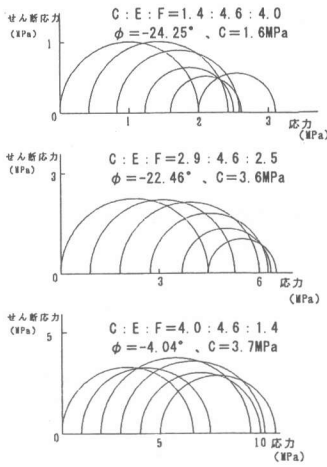 せん断応力
(MPa)
C:E:F=1.4:4.6:4.0
φ=-24.25°、C=1.6MPa
1
0
1
2
3
応力
(MPa)
せん断応力
(MPa)
C:E:F=2.9:4.6:2.5
φ=-22.46°、C=3.6MPa
3
0
3
6
応力
(MPa)
せん断応力
(MPa)
C:E:F=4.0:4.6:1.4
φ=-4.04°、C=3.7MPa
5
0
5
10
応力
(MPa)